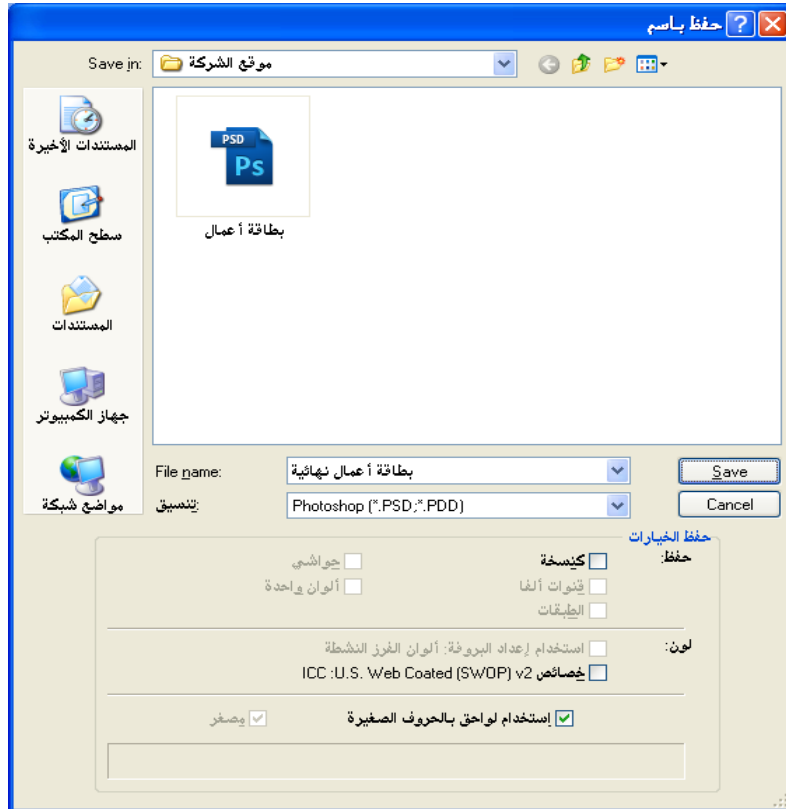 حفظ باسم
Save in: موقع الشركة
المستندات الأخيرة
سطح المكتب
المستندات
جهاز الكمبيوتر
مواضع شبكة
PSD
Ps
بطاقة أعمال
File name: بطاقة أعمال نهائية Save
تنسيق: Photoshop (*.PSD;*.PDD) Cancel
حفظ الخيارات
حفظ: كنسخة حواشي
قنوات ألفا ألوان واحدة
الطبقات
لون: استخدام إعداد البروفة: ألوان الفرز النشطة
خصائص ICC :U.S. Web Coated (SWOP) v2
إستخدام لواحق بالحروف الصغيرة مصغر